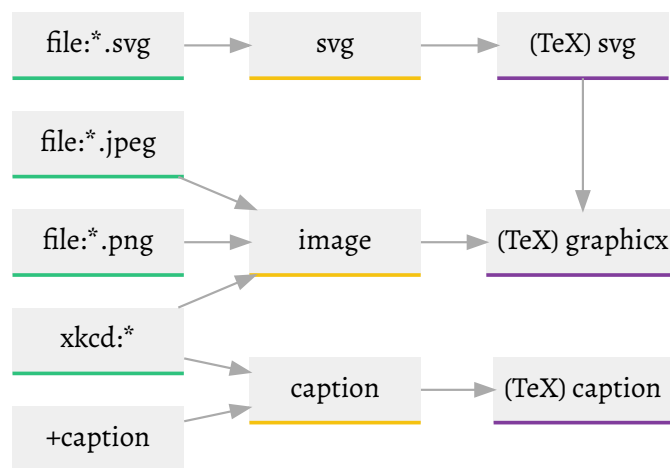 file:*.svg
svg
(TeX) svg
file:*.jpeg
file:*.png
image
(TeX) graphicx
xkcd:*
caption
(TeX) caption
+caption